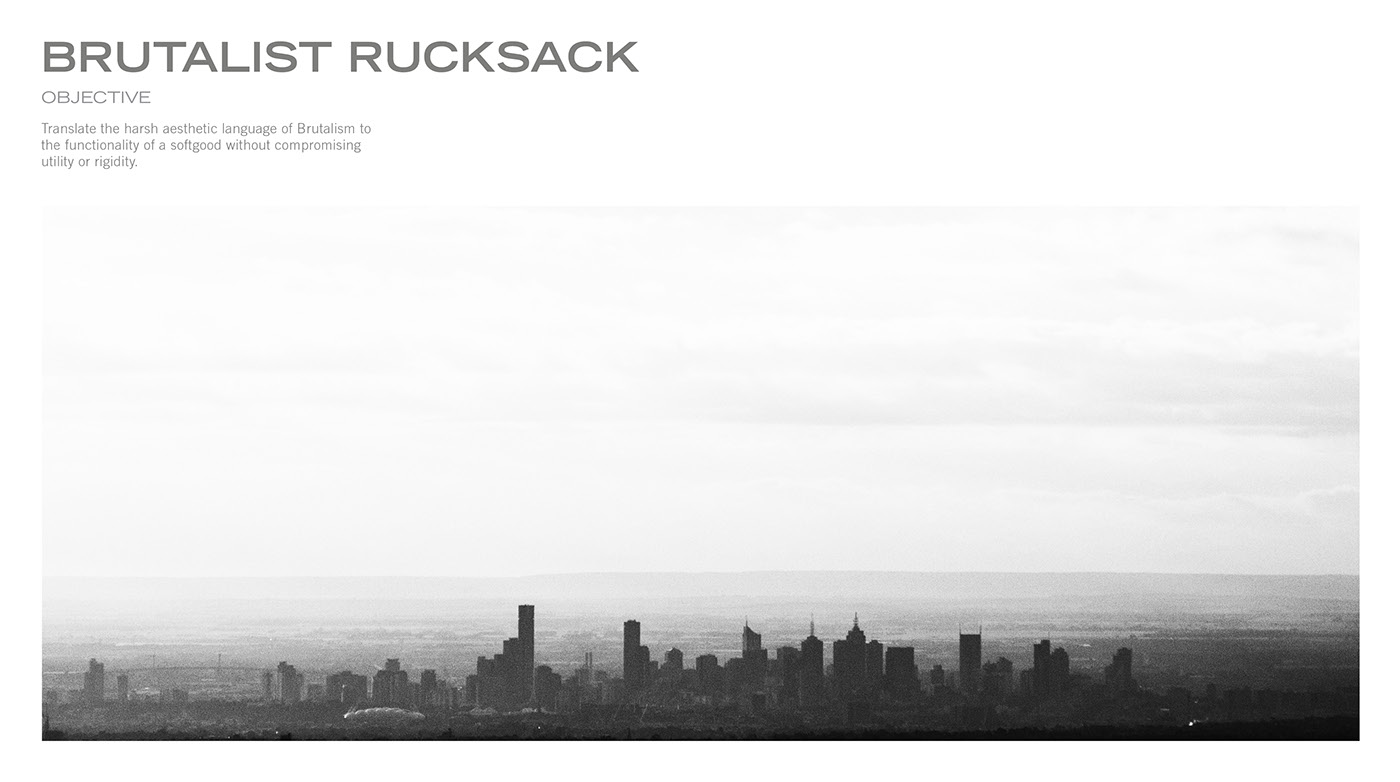 BRUTALIST RUCKSACK
OBJECTIVE
Translate the harsh aesthetic language of Brutalism to
the functionality of a softgood without compromising
utility or rigidity.